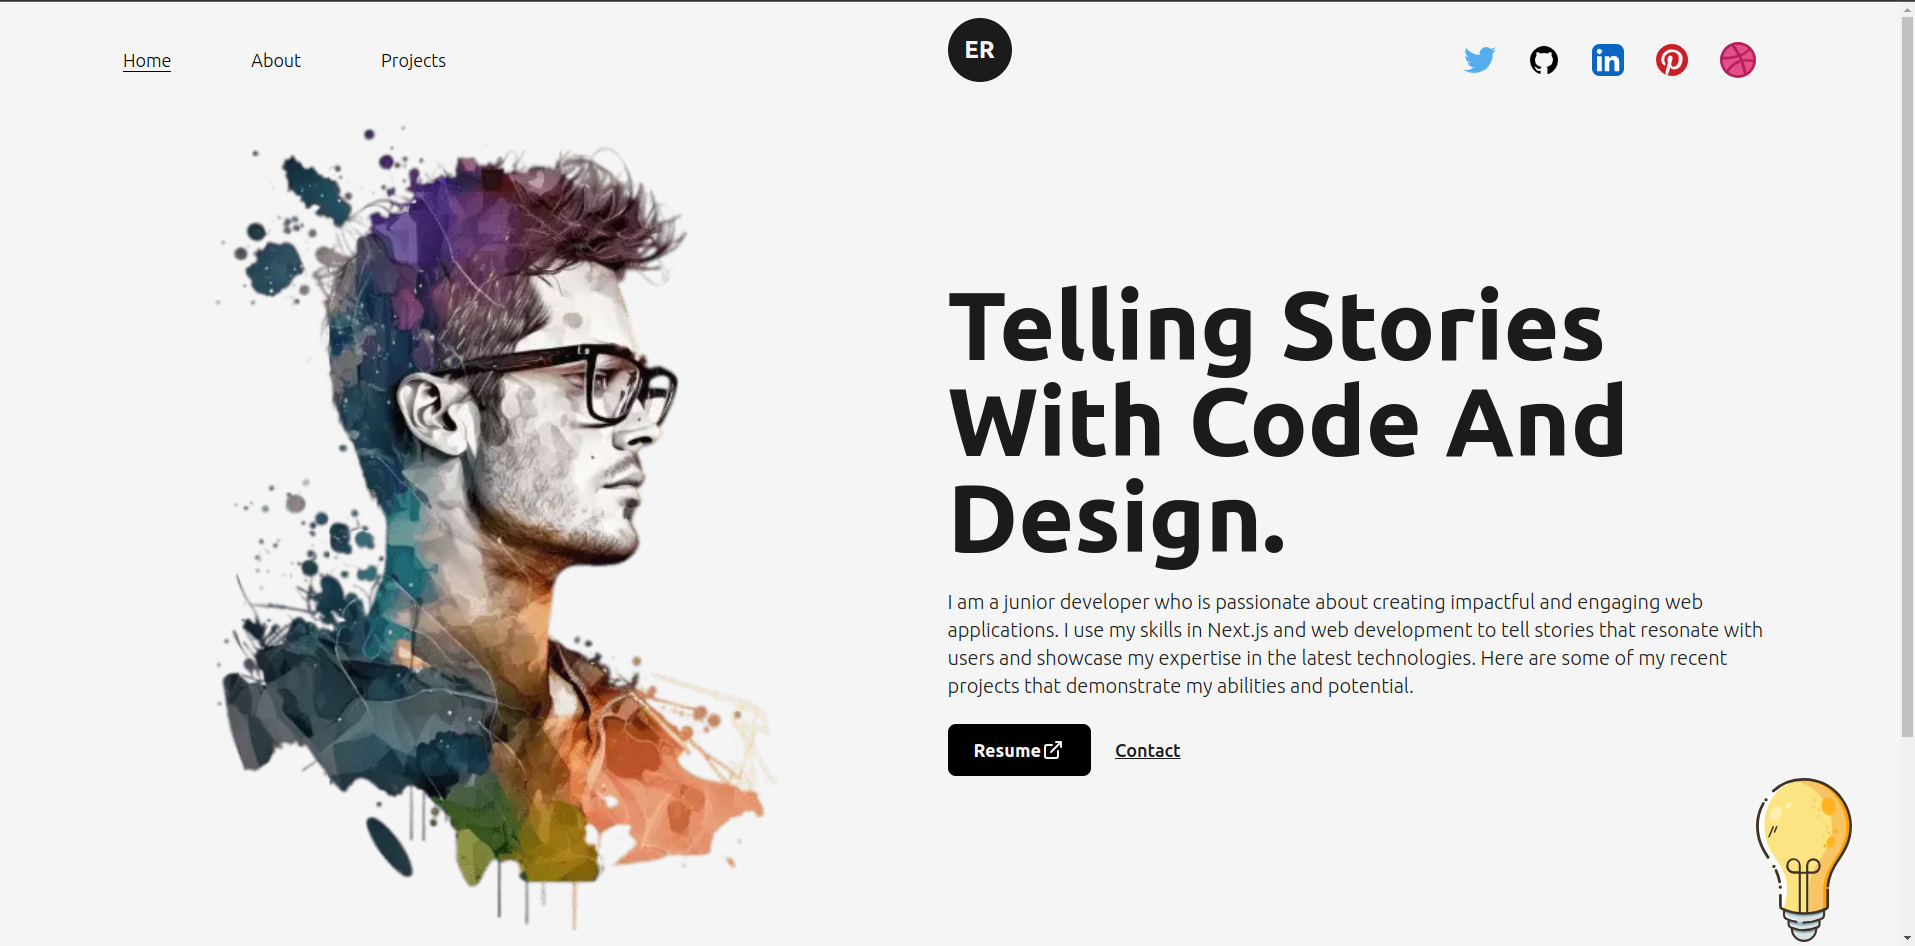 Home About Projects
ER
in
Telling Stories
With Code And
Design.
I am a junior developer who is passionate about creating impactful and engaging web
applications. I use my skills in Next.js and web development to tell stories that resonate with
users and showcase my expertise in the latest technologies. Here are some of my recent
projects that demonstrate my abilities and potential.
Resume Contact